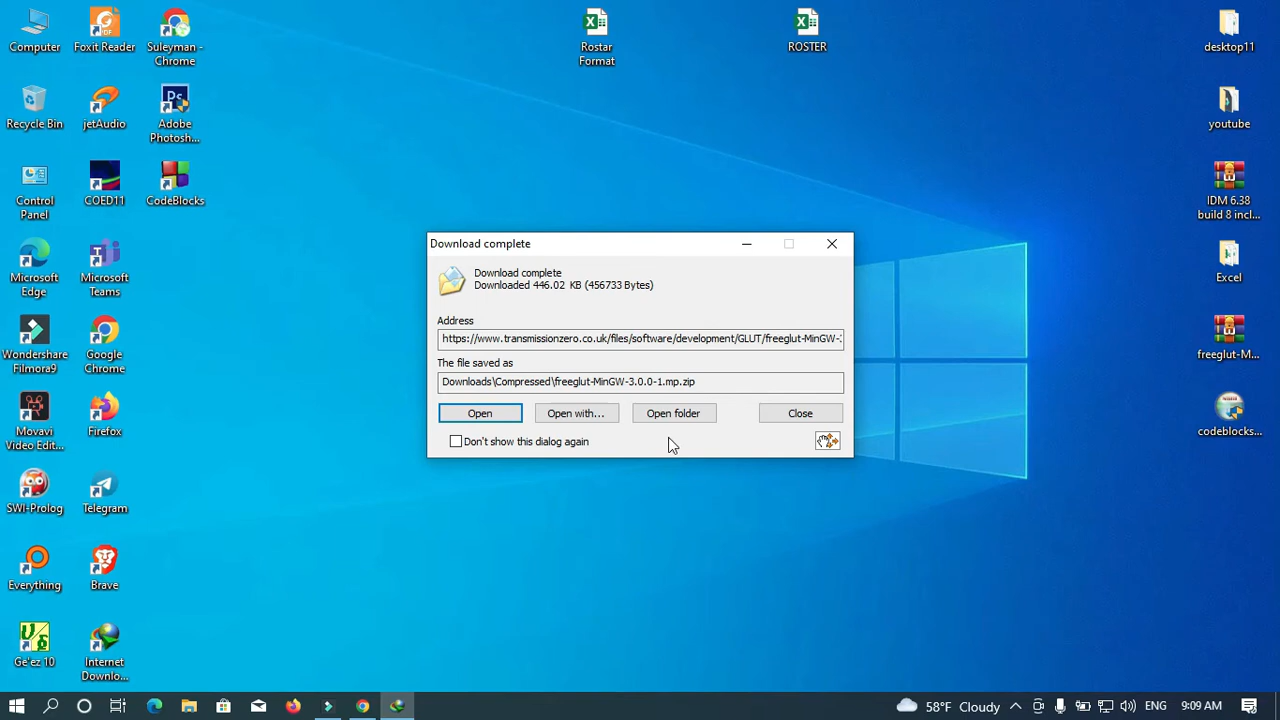 Computer
Foxit Reader
Suleyman -
Chrome
Rostar
Format
ROSTER
desktop11
Recycle Bin
jetAudio
Adobe
Photosh...
youtube
Control
Panel
COED11
CodeBlocks
IDM 6.38
build 8 incl...
Microsoft
Edge
Microsoft
Teams
Excel
Wondershare
Filmora9
Google
Chrome
freeglut-M...
Movavi
Video Edit...
Firefox
codeblocks...
SWI-Prolog
Telegram
Everything
Brave
Ge'ez 10
Internet
Downlo...
Download complete
Download complete
Downloaded 446.02 KB (456733 Bytes)
Address
https://www.transmissionzero.co.uk/files/software/development/GLUT/freeglut-MinGW-
The file saved as
Downloads\Compressed\freeglut-MinGW-3.0.0-1.mp.zip
Open
Open with...
Open folder
Close
Don't show this dialog again
58°F Cloudy
ENG
9:09 AM